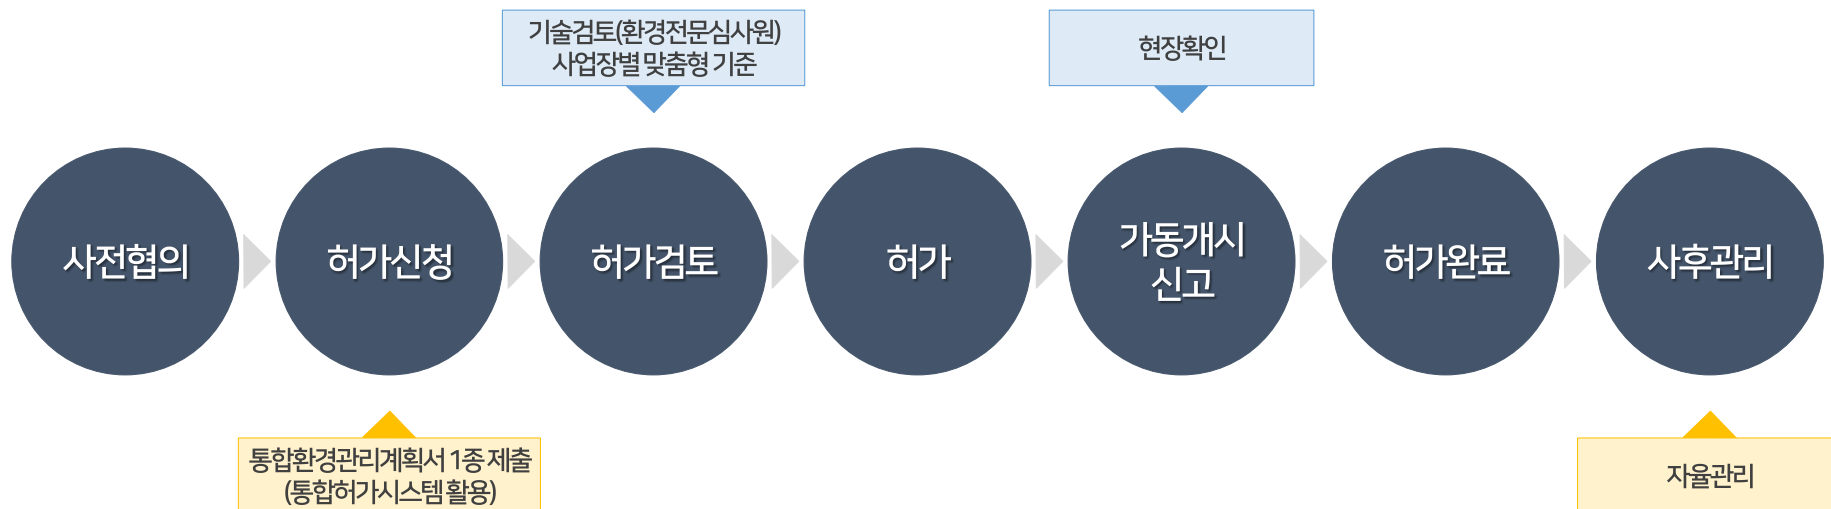 기술검토(환경전문심사원)
사업장별 맞춤형 기준
현장확인
사전협의
허가신청
허가검토
허가
가동개시
신고
허가완료
사후관리
통합환경관리계획서 1종 제출
(통합허가시스템 활용)
자율관리